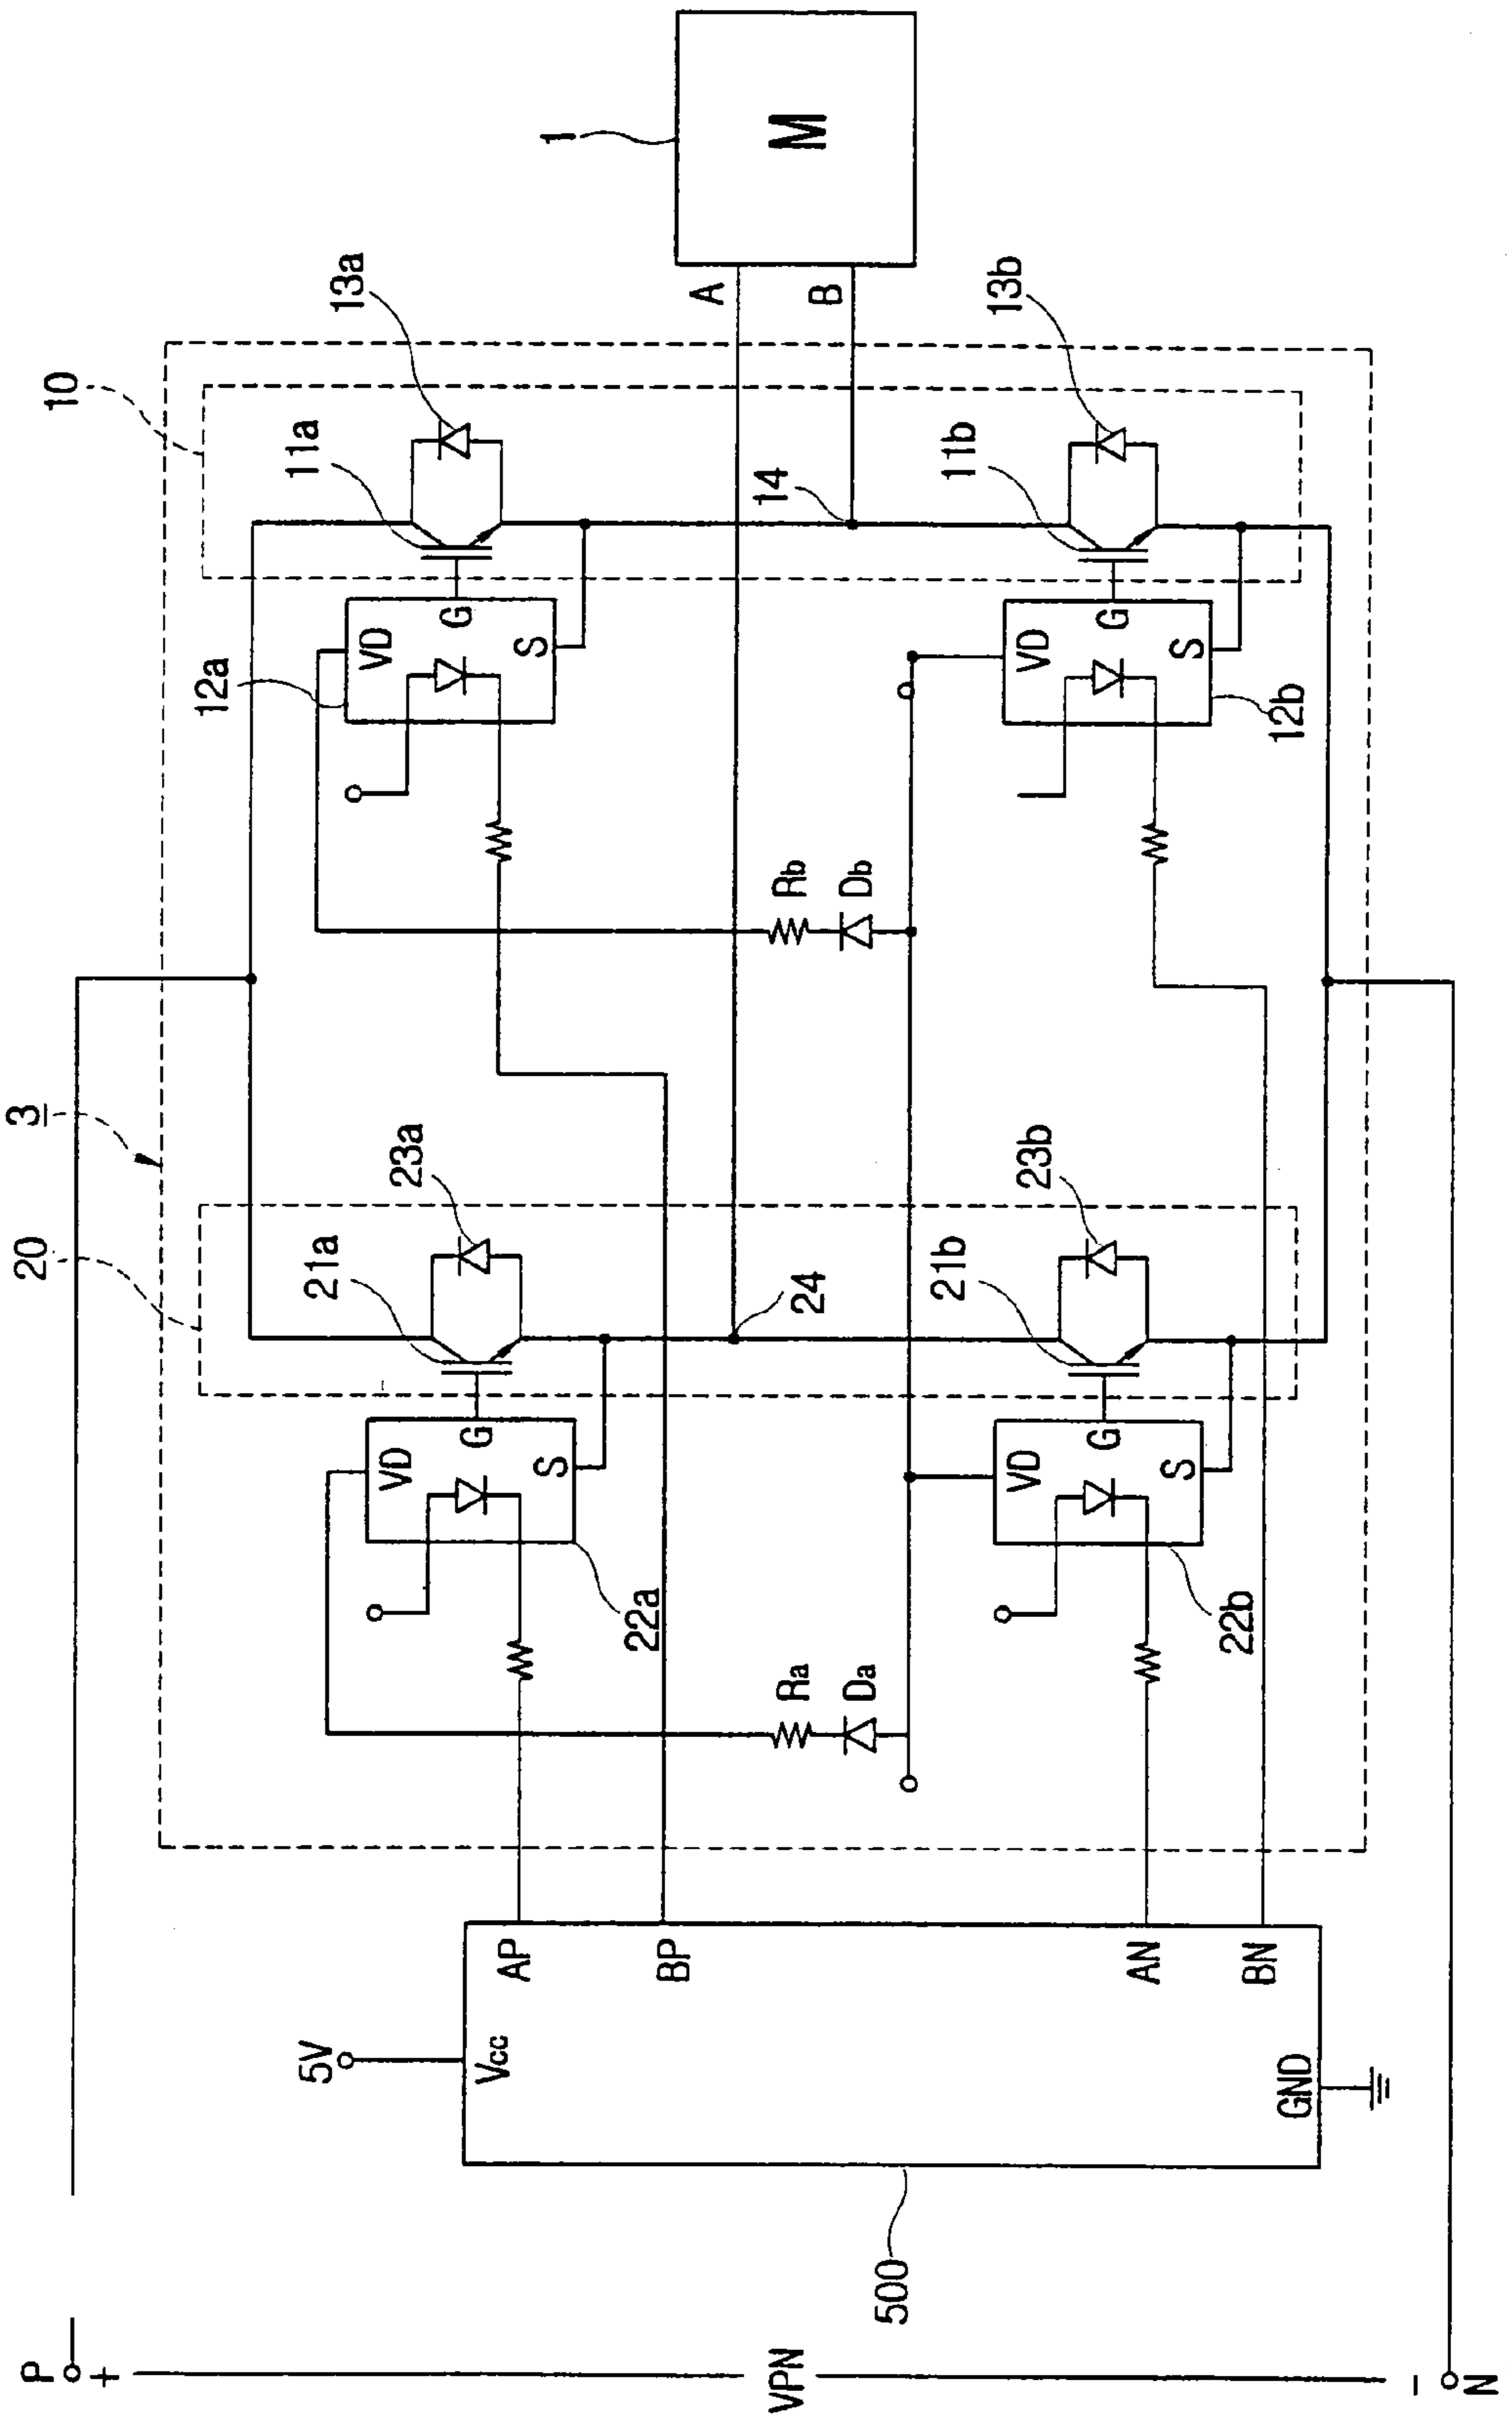 P
+
VPN
-
N
500
5V
Vcc
GND
AP
BP
AN
BN
3
20
21a
23a
22a
VD
G
S
24
21b
23b
22b
VD
G
S
Ra
Da
Rb
Db
10
11a
13a
12a
VD
G
S
14
11b
13b
12b
VD
G
S
A
B
1
M